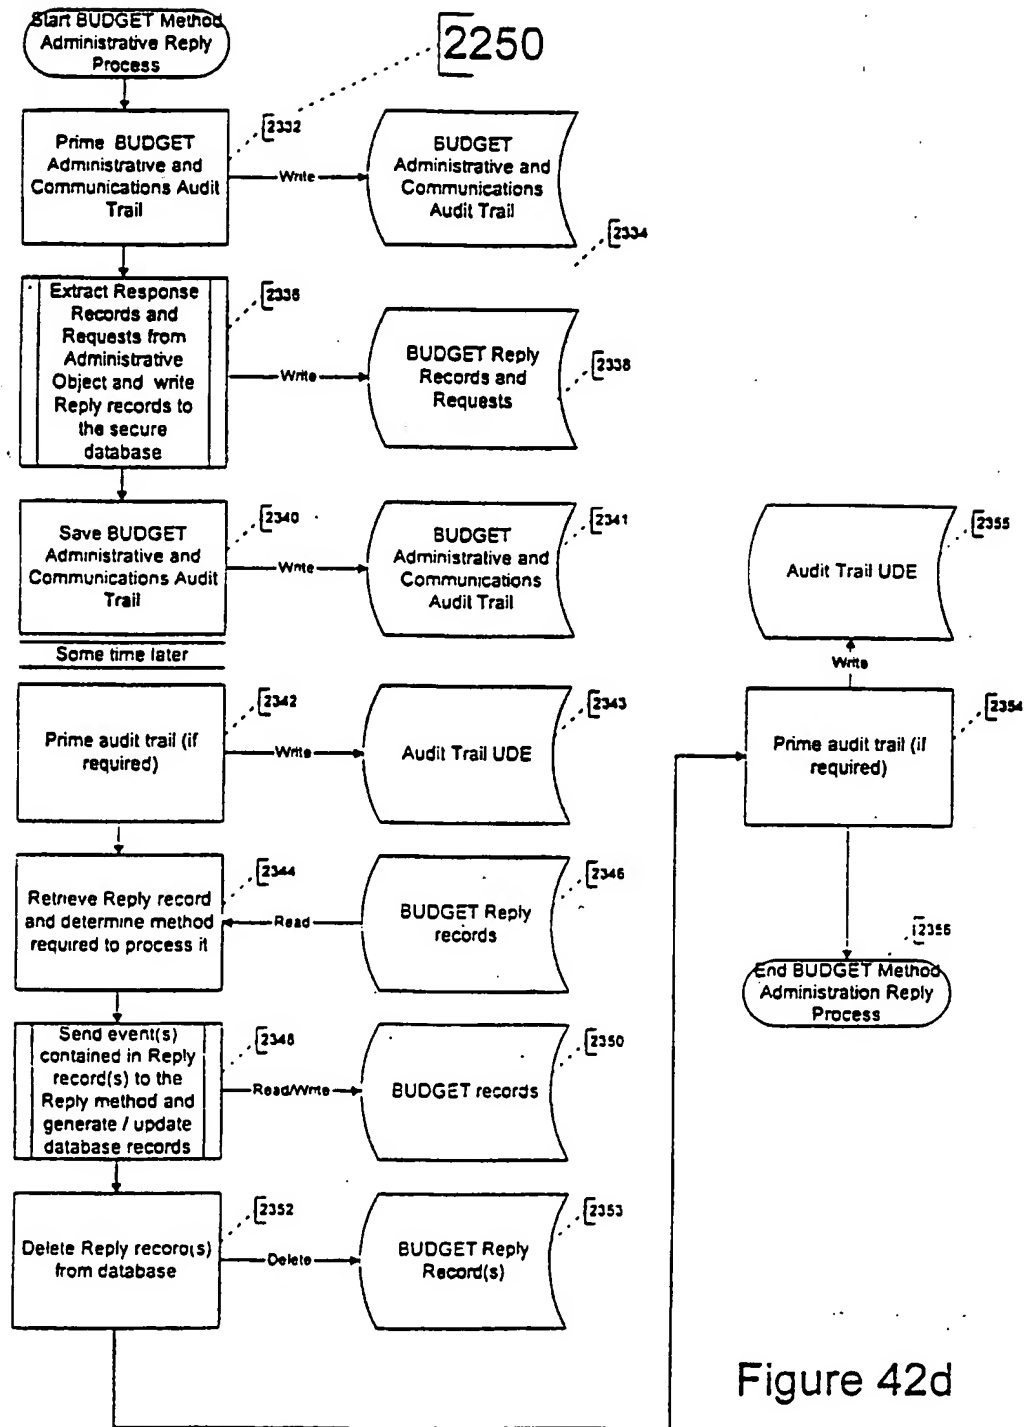 Start BUDGET Method
Administrative Reply
Process
2250
2332
Prime BUDGET
Administrative and
Communications Audit
Trail
Write
BUDGET
Administrative and
Communications
Audit Trail
2334
Extract Response
Records and
Requests from
Administrative
Object and write
Reply records to
the secure
database
2336
Write
BUDGET Reply
Records and
Requests
2338
Save BUDGET
Administrative and
Communications Audit
Trail
2340
Write
BUDGET
Administrative and
Communications
Audit Trail
2341
Some time later
Prime audit trail (if
required)
2342
Write
Audit Trail UDE
2343
Retrieve Reply record
and determine method
required to process it
2344
Read
BUDGET Reply
records
2346
Send event(s)
contained in Reply
record(s) to the
Reply method and
generate / update
database records
2348
Read/Write
BUDGET records
2350
Delete Reply record(s)
from database
2352
Delete
BUDGET Reply
Record(s)
2353
Audit Trail UDE
2355
Write
Prime audit trail (if
required)
2354
2356
End BUDGET Method
Administration Reply
Process
Figure 42d